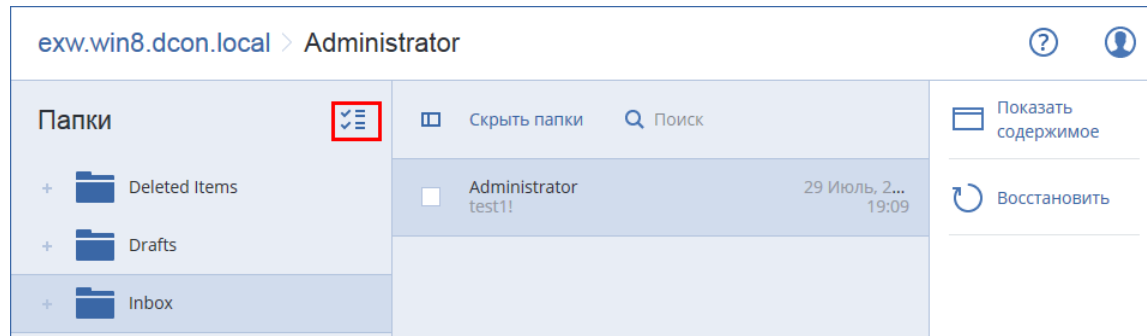 exw.win8.dcon.local > Administrator
Папки
Скрыть папки
Поиск
Deleted Items
Drafts
Inbox
Administrator
29 Июль, 2...
test1!
19:09
Показать
содержимое
Восстановить